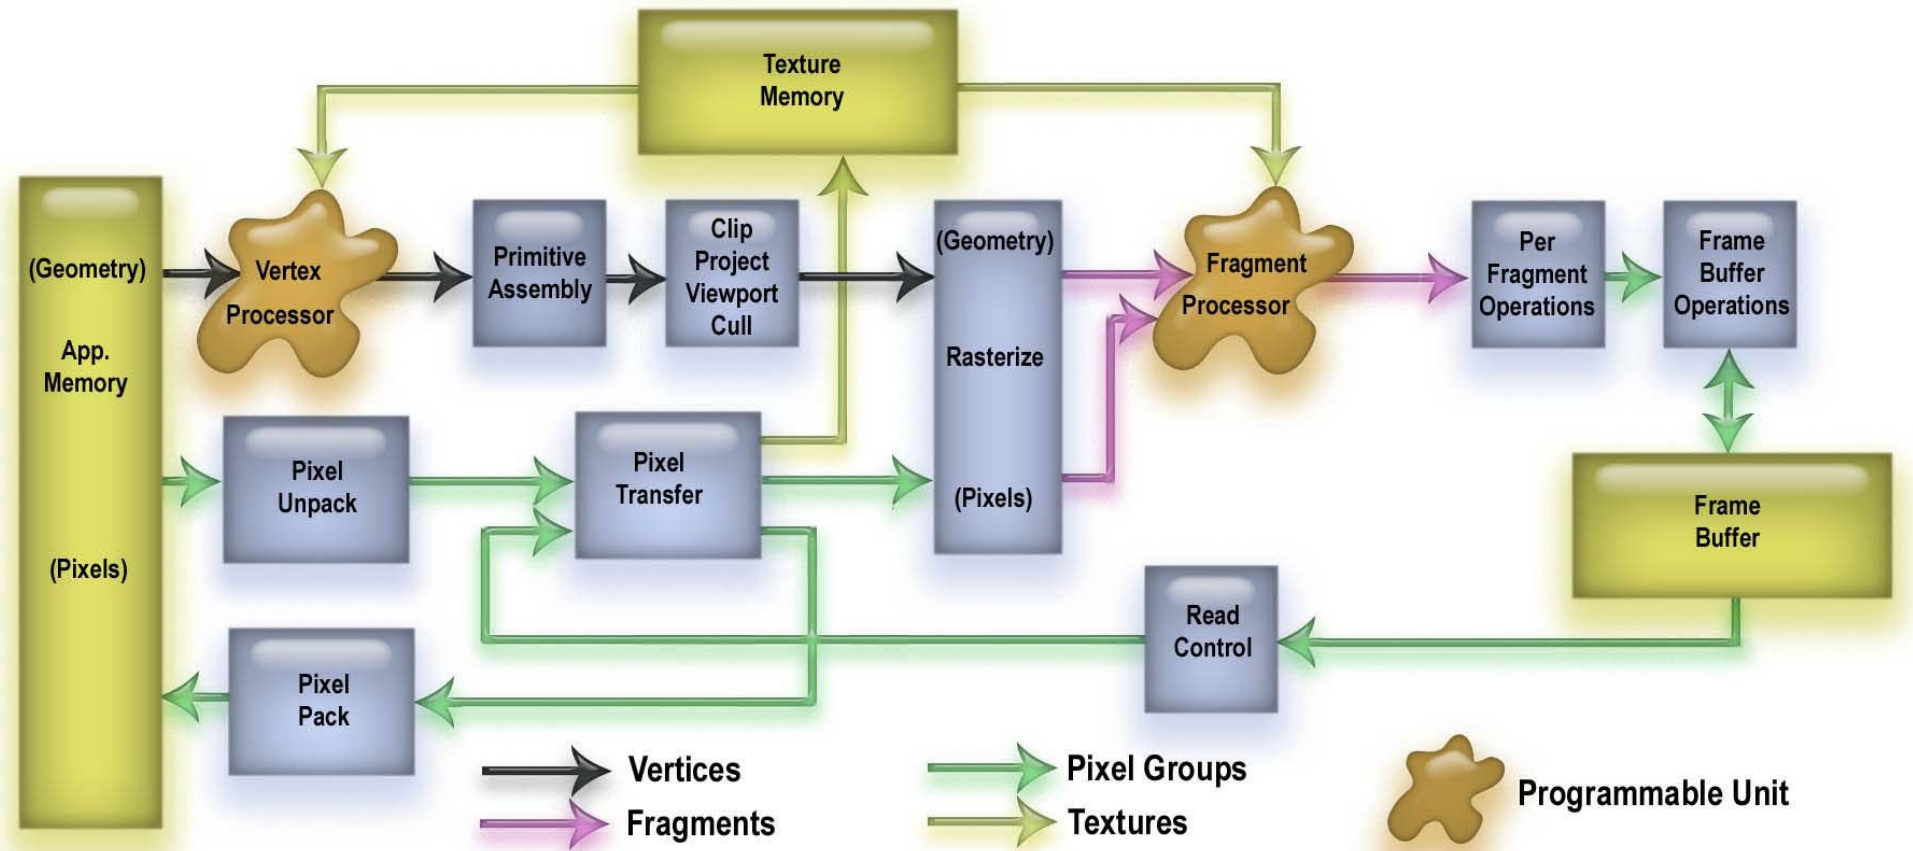 Texture
Memory
(Geometry)
App.
Memory
(Pixels)
Vertex
Processor
Primitive
Assembly
Clip
Project
Viewport
Cull
(Geometry)
Rasterize
(Pixels)
Fragment
Processor
Per
Fragment
Operations
Frame
Buffer
Operations
Pixel
Unpack
Pixel
Transfer
Frame
Buffer
Read
Control
Pixel
Pack
Vertices
Fragments
Pixel Groups
Textures
Programmable Unit